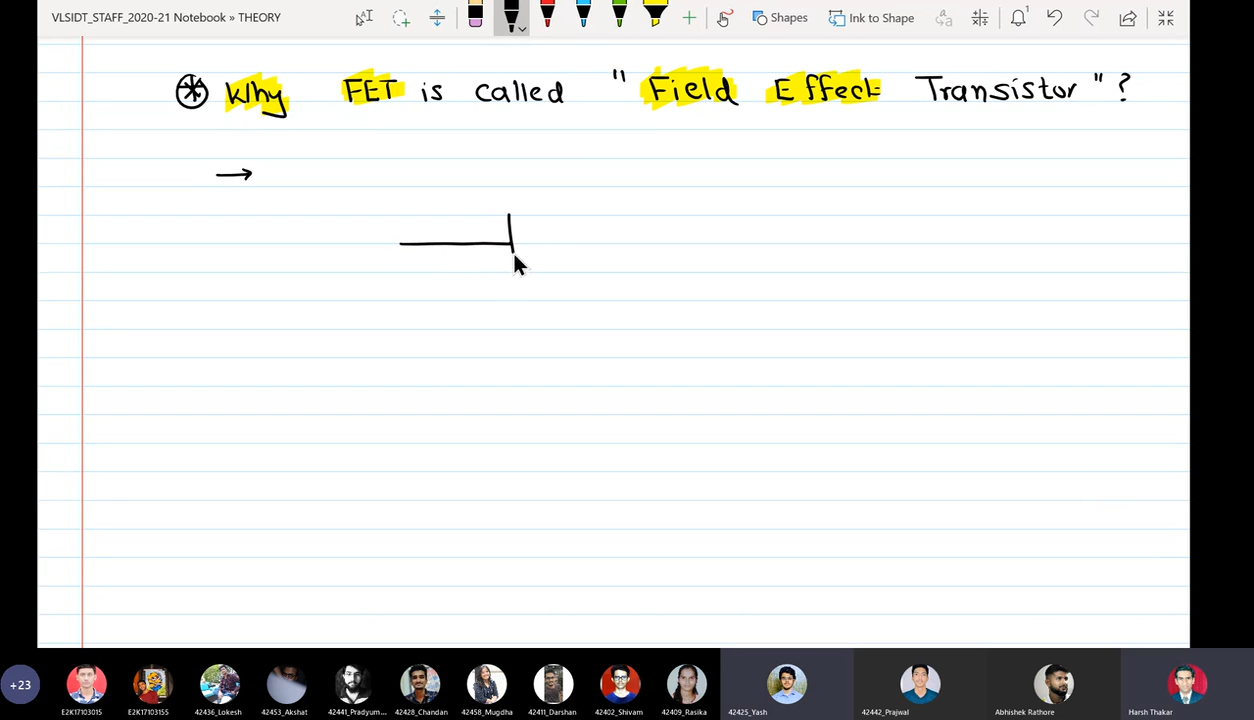 VLSIDT_STAFF_2020-21 Notebook » THEORY
Shapes
Ink to Shape
* Why FET is called " Field Effect Transistor " ?
+23
E2K17103015
E2K1710315S
42436_Lokesh
42453_Akshat
42441_Pradyum...
42428_Chandan
42458_Mugdha
42411_Darshan
42402_Shivam
42409_Rasika
42425_Yash
42442_Prajwal
Abhishek Rathore
Harsh Thakar